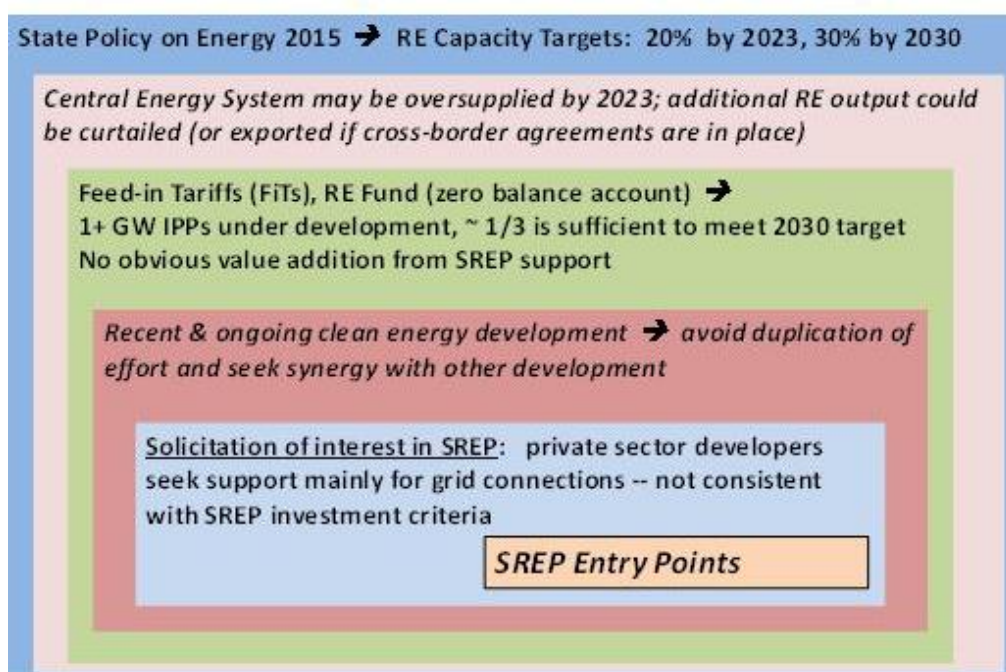 State Policy on Energy 2015 ➔ RE Capacity Targets: 20% by 2023, 30% by 2030
Central Energy System may be oversupplied by 2023; additional RE output could
be curtailed (or exported if cross-border agreements are in place)
Feed-in Tariffs (FiTs), RE Fund (zero balance account) ➔
1+ GW IPPs under development, ~ 1/3 is sufficient to meet 2030 target
No obvious value addition from SREP support
Recent & ongoing clean energy development ➔ avoid duplication of
effort and seek synergy with other development
Solicitation of interest in SREP: private sector developers
seek support mainly for grid connections -- not consistent
with SREP investment criteria
SREP Entry Points